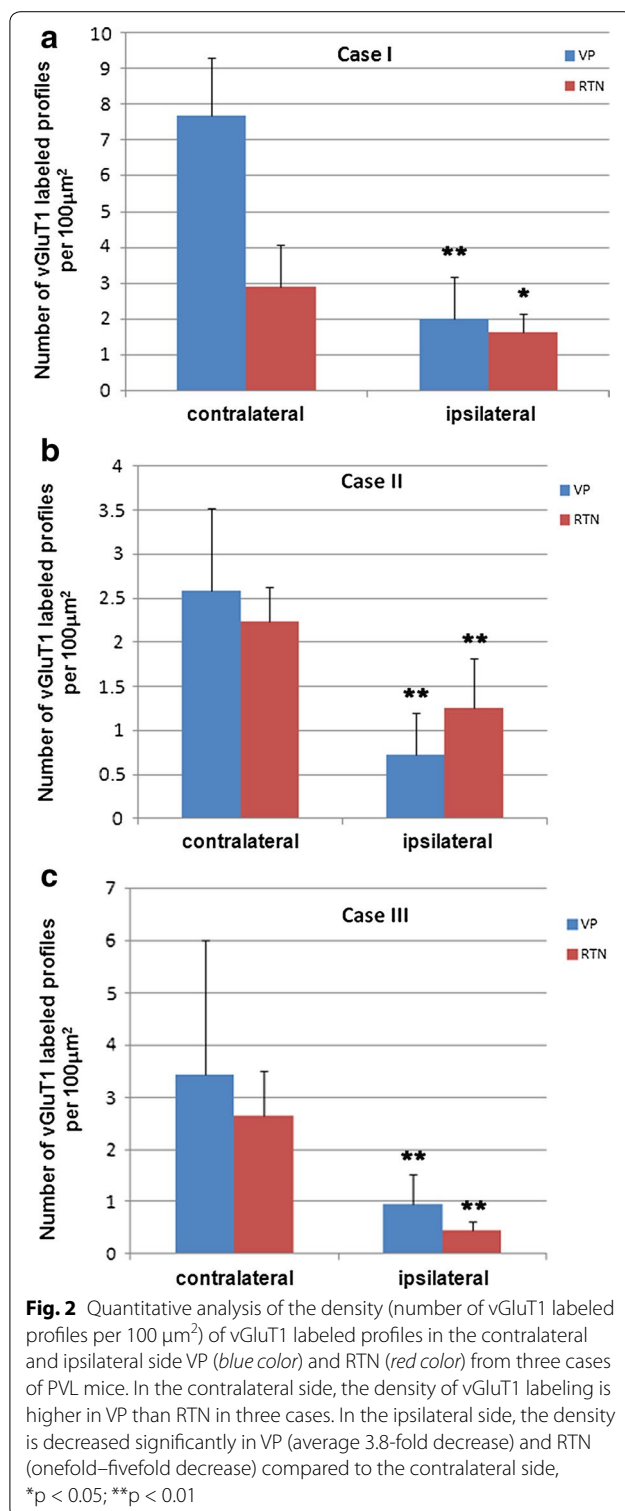 a
Case I
VP
RTN
Number of vGluT1 labeled profiles
per 100μm²
10
9
8
7
6
5
4
3
2
1
0
**
*
contralateral
ipsilateral
b
Case II
VP
RTN
Number of vGluT1 labeled profiles
per 100μm²
4
3.5
3
2.5
2
1.5
1
0.5
0
**
**
contralateral
ipsilateral
c
Case III
VP
RTN
Number of vGluT1 labeled profiles
per 100μm²
7
6
5
4
3
2
1
0
**
**
contralateral
ipsilateral
Fig. 2 Quantitative analysis of the density (number of vGluT1 labeled
profiles per 100 μm²) of vGluT1 labeled profiles in the contralateral
and ipsilateral side VP (blue color) and RTN (red color) from three cases
of PVL mice. In the contralateral side, the density of vGluT1 labeling is
higher in VP than RTN in three cases. In the ipsilateral side, the density
is decreased significantly in VP (average 3.8-fold decrease) and RTN
(onefold–fivefold decrease) compared to the contralateral side,
*p < 0.05; **p < 0.01